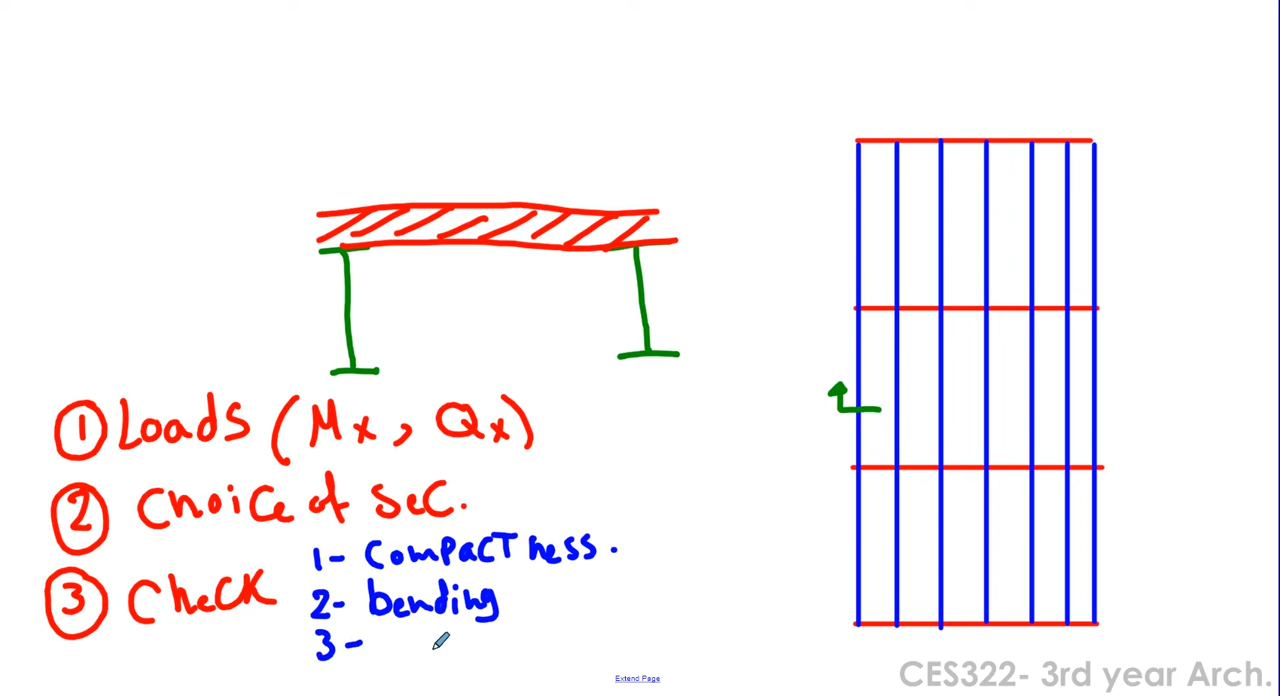 ① Loads (Mx, Qx)
② Choice of Sec.
③ Check
1- Compactness.
2- bending
3-
Extend Page
CES322- 3rd year Arch.